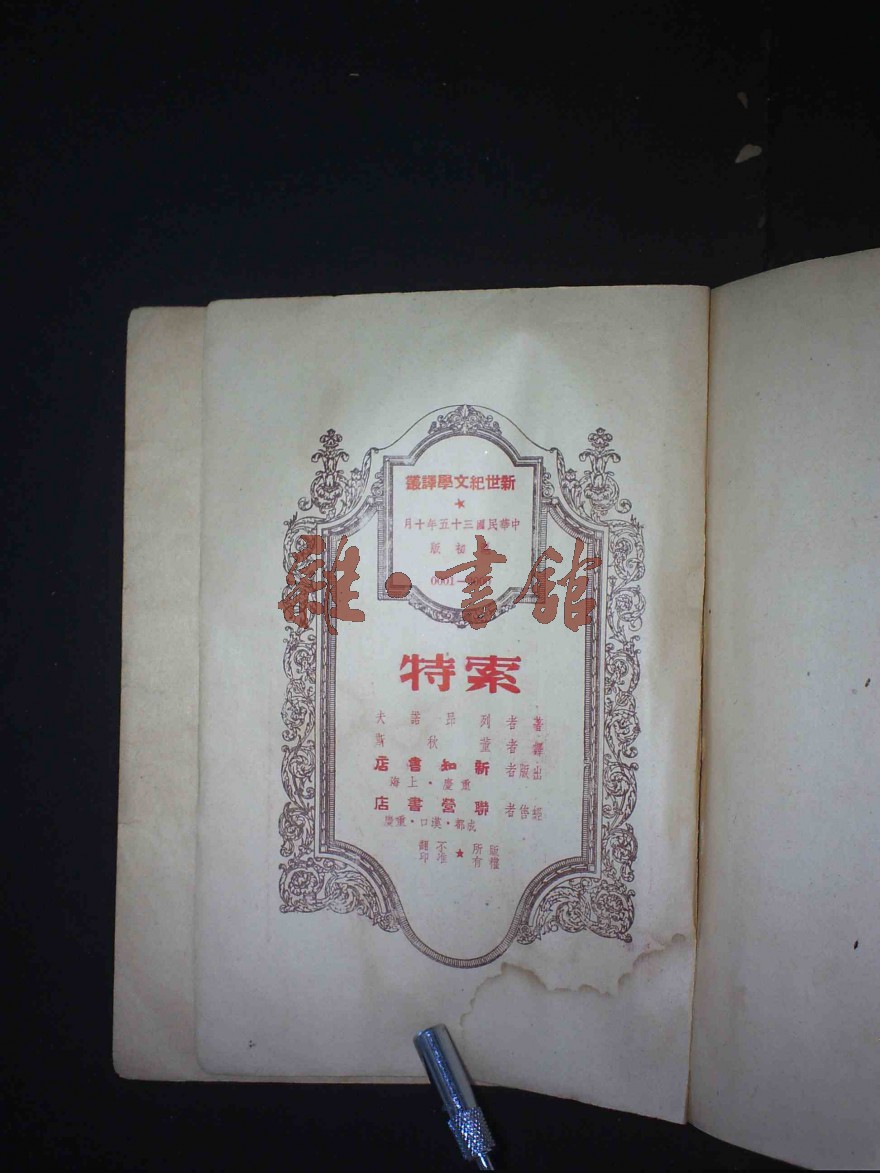 新世紀文學譯叢
★
中華民國三十五年十月
初版
0001—
雜·書館
索特
著者 列昂諾夫
譯者 董秋斯
出版者 新知書店
重慶·上海
經售者 聯營書店
成都·漢口·重慶
版權所有★不准翻印